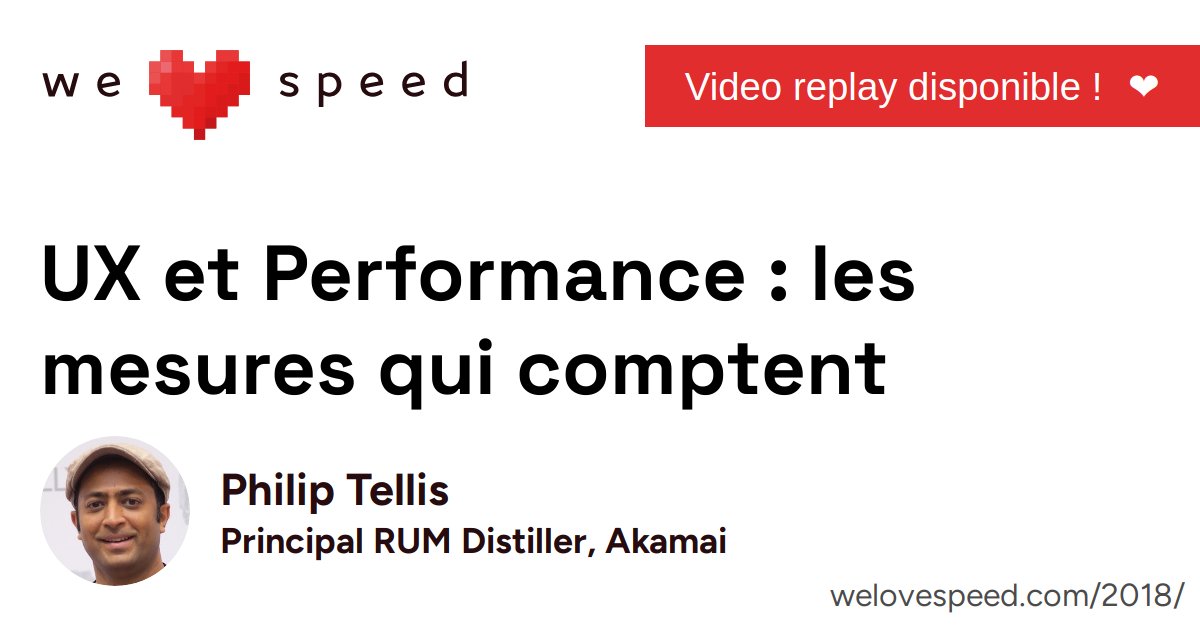 we ❤ speed
Video replay disponible ! ❤
UX et Performance : les
mesures qui comptent
Philip Tellis
Principal RUM Distiller, Akamai
welovespeed.com/2018/